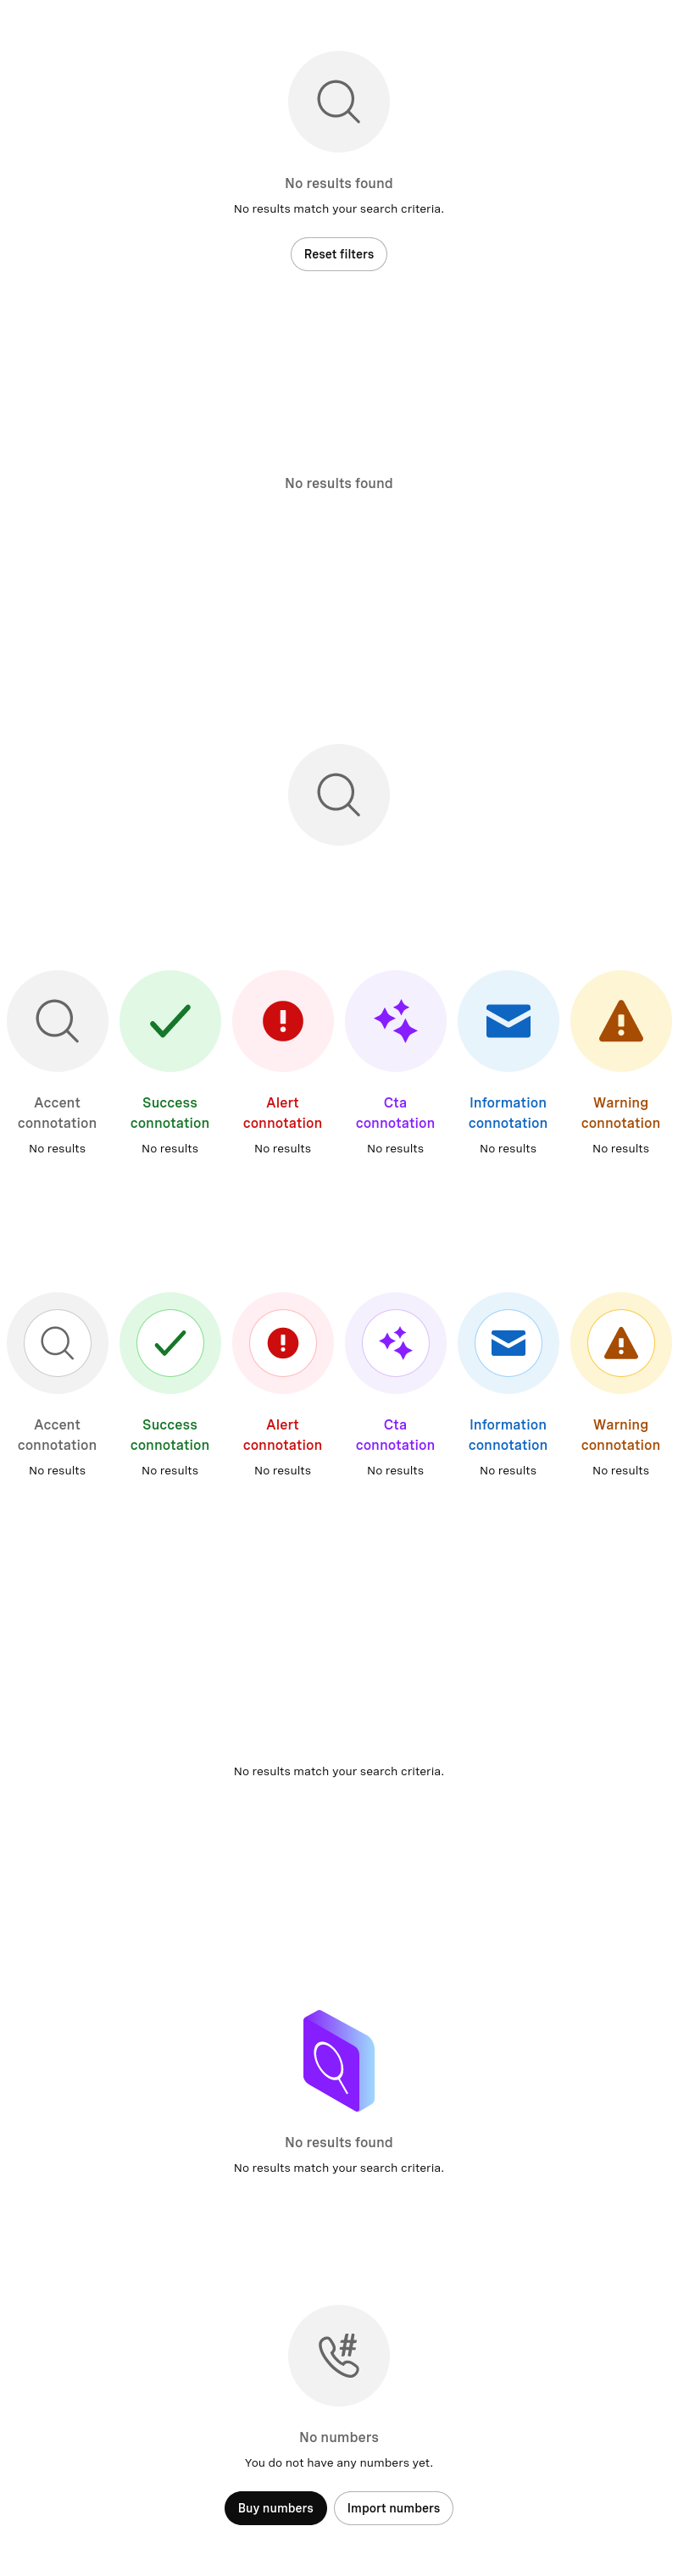 No results found
No results match your search criteria.
Reset filters
No results found
Accent connotation
No results
Success connotation
No results
Alert connotation
No results
Cta connotation
No results
Information connotation
No results
Warning connotation
No results
Accent connotation
No results
Success connotation
No results
Alert connotation
No results
Cta connotation
No results
Information connotation
No results
Warning connotation
No results
No results match your search criteria.
No results found
No results match your search criteria.
#
No numbers
You do not have any numbers yet.
Buy numbers
Import numbers